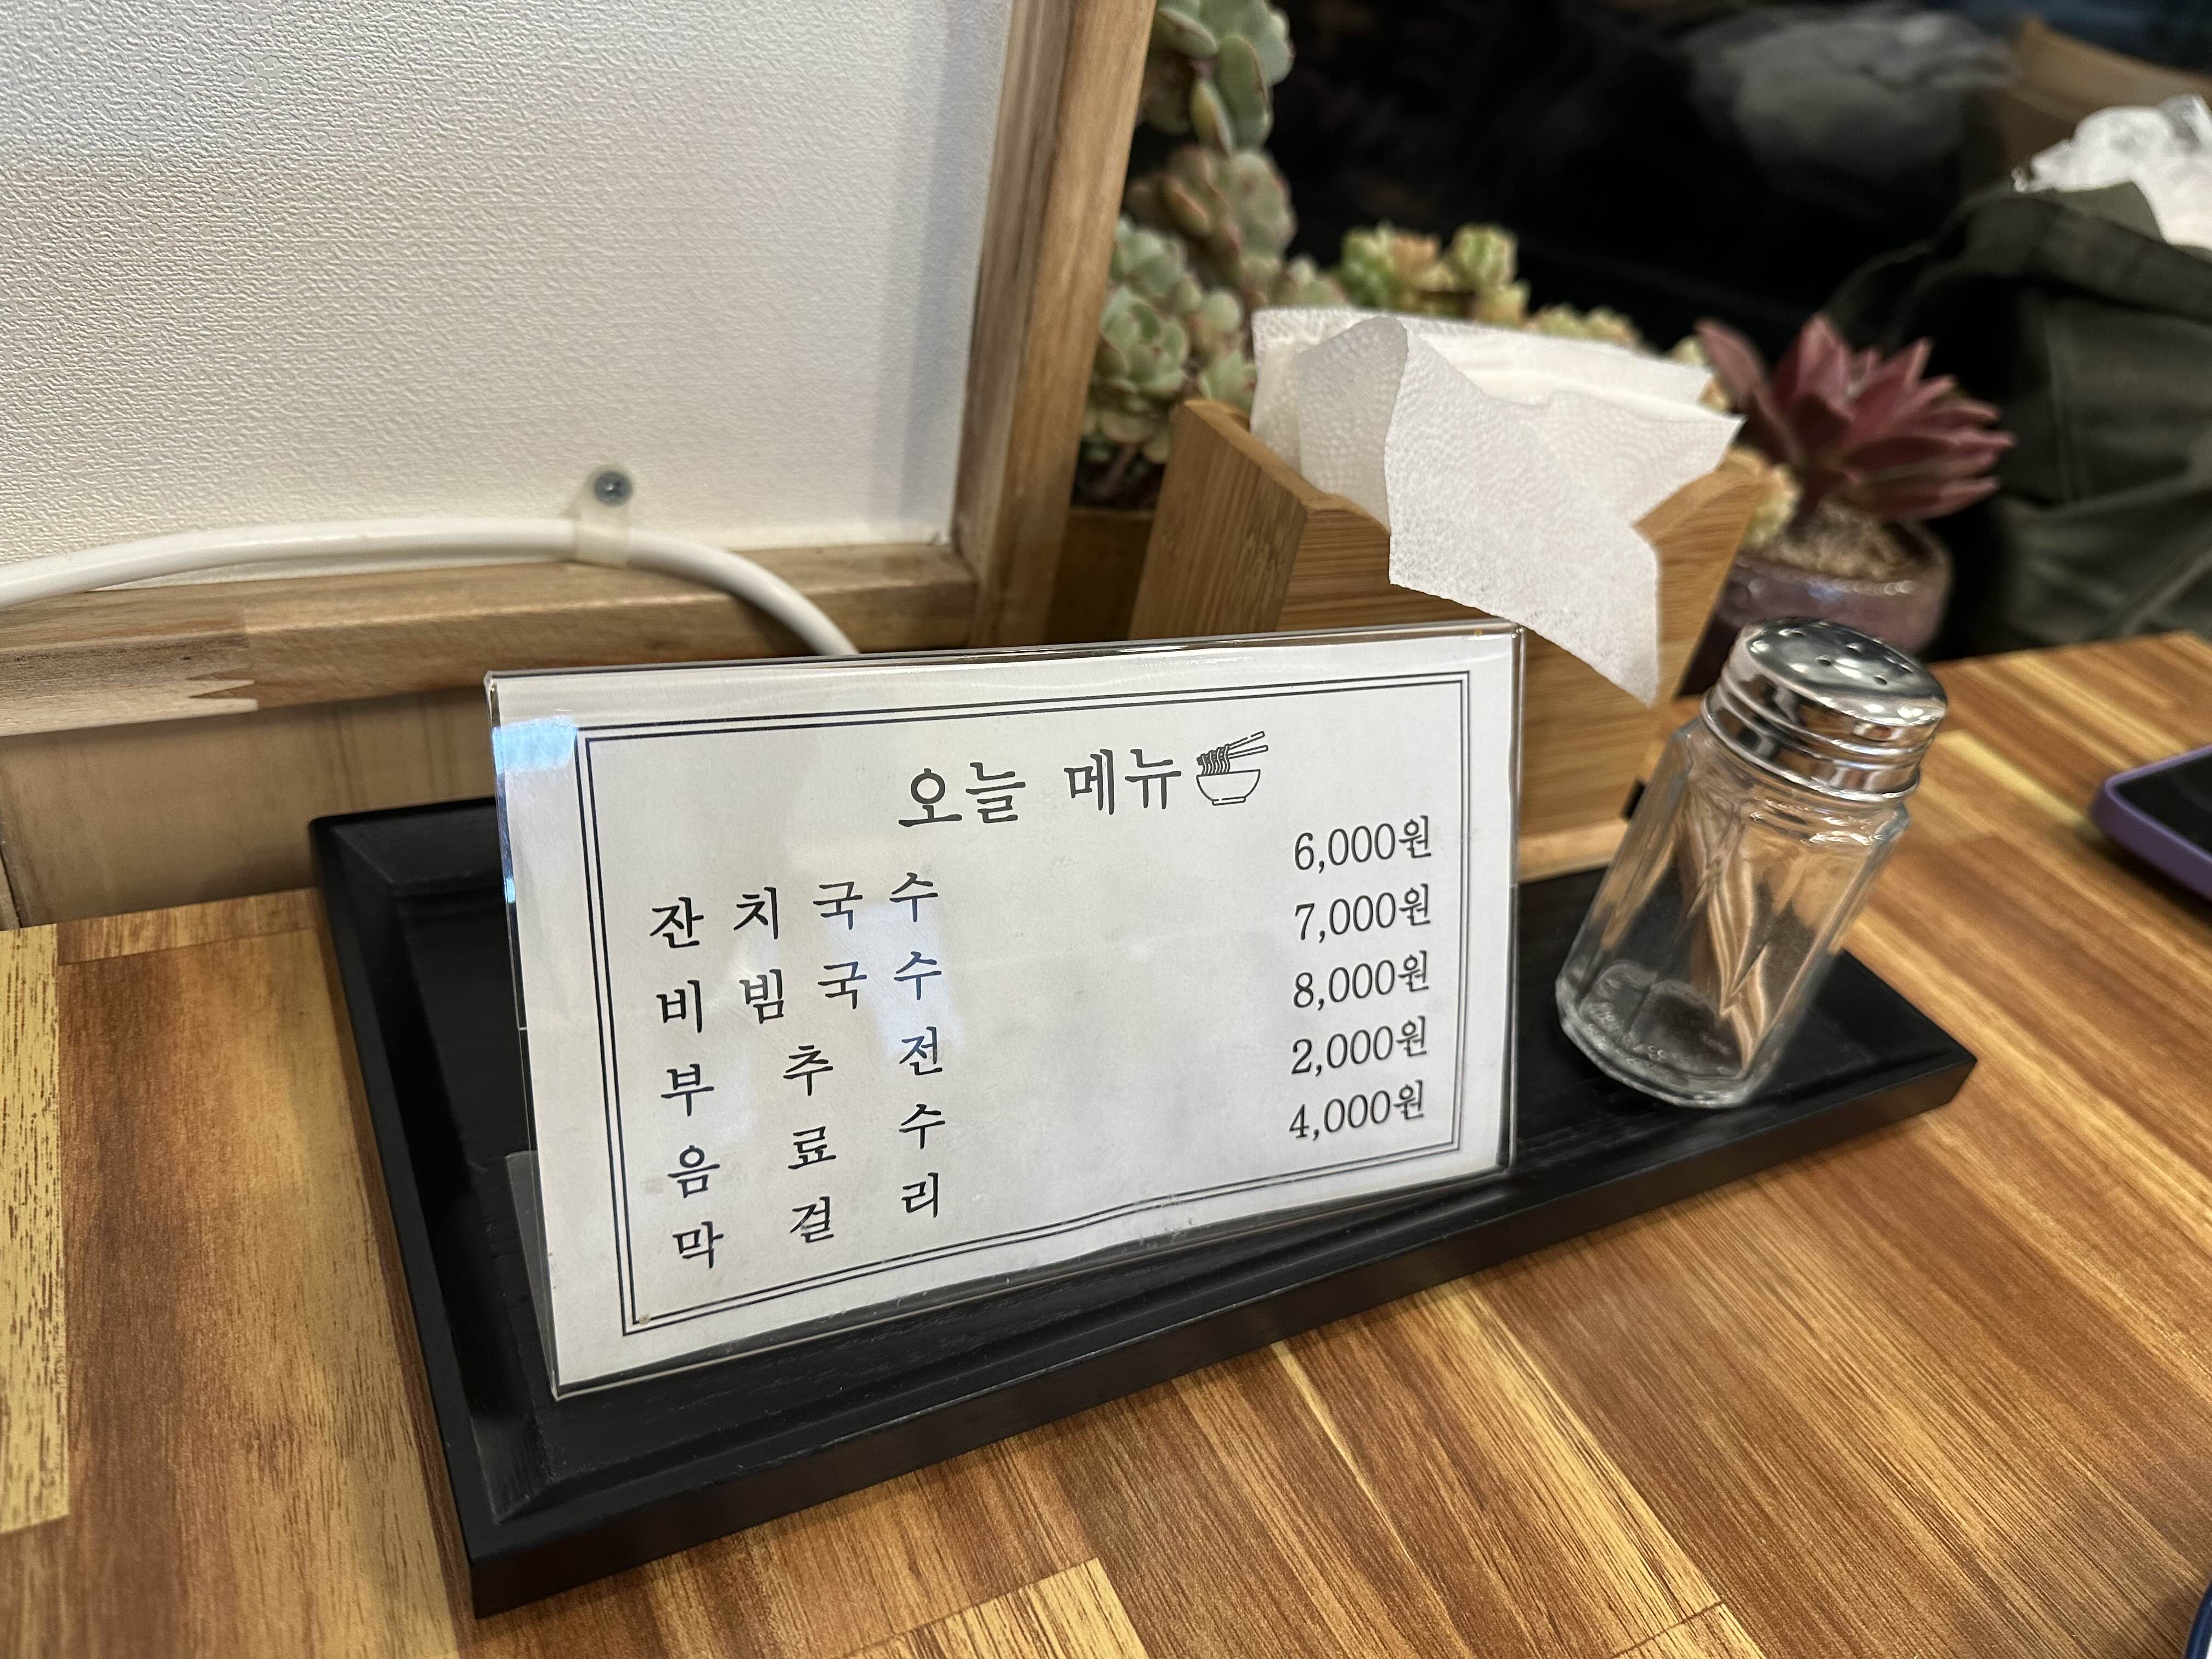 오늘 메뉴
잔치국수 6,000원
비빔국수 7,000원
부추전 8,000원
음료수 2,000원
막걸리 4,000원